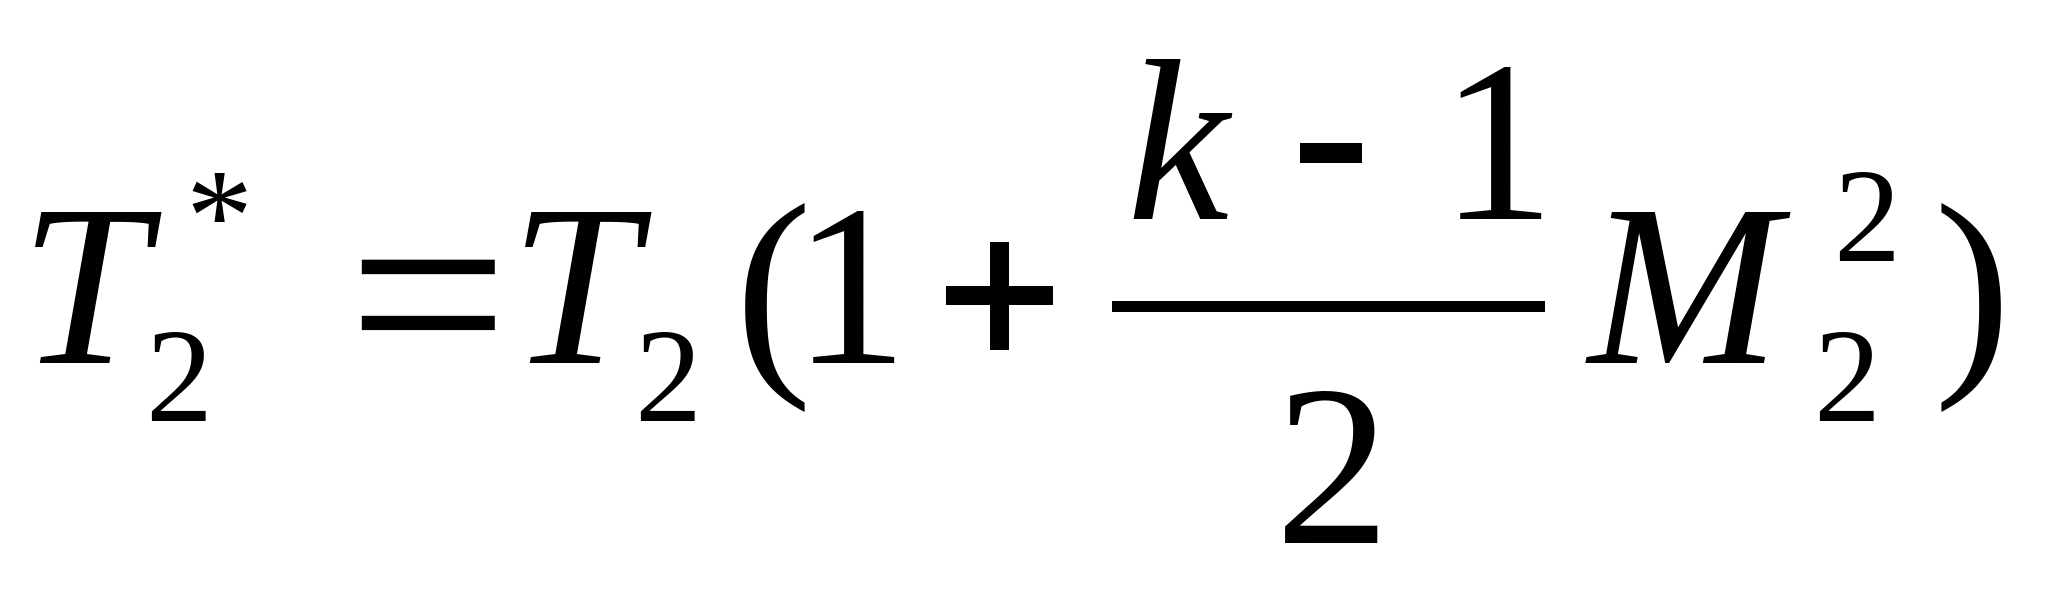 T₂* = T₂ (1 + (k - 1)/2 M₂²)